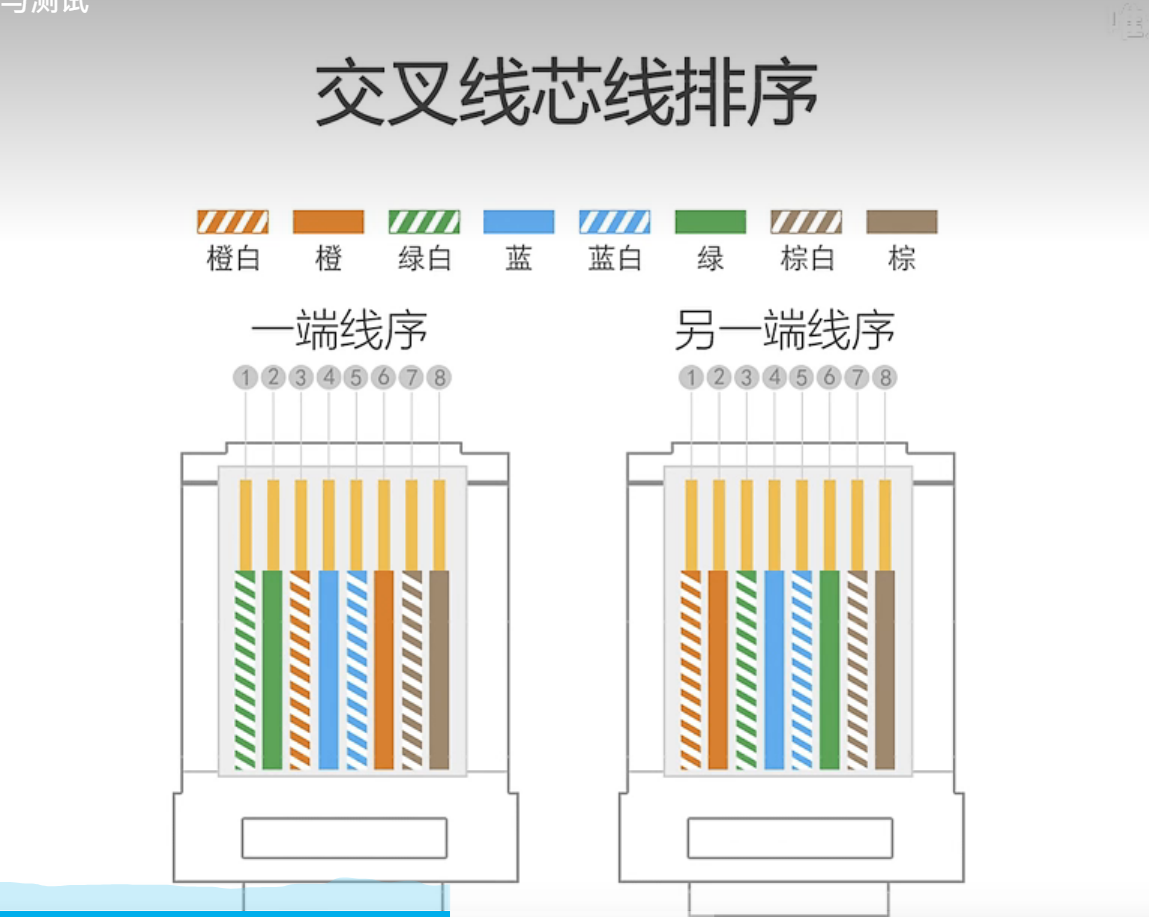 与测试
交叉线芯线排序
橙白 橙 绿白 蓝 蓝白 绿 棕白 棕
一端线序 另一端线序
1 2 3 4 5 6 7 8 1 2 3 4 5 6 7 8